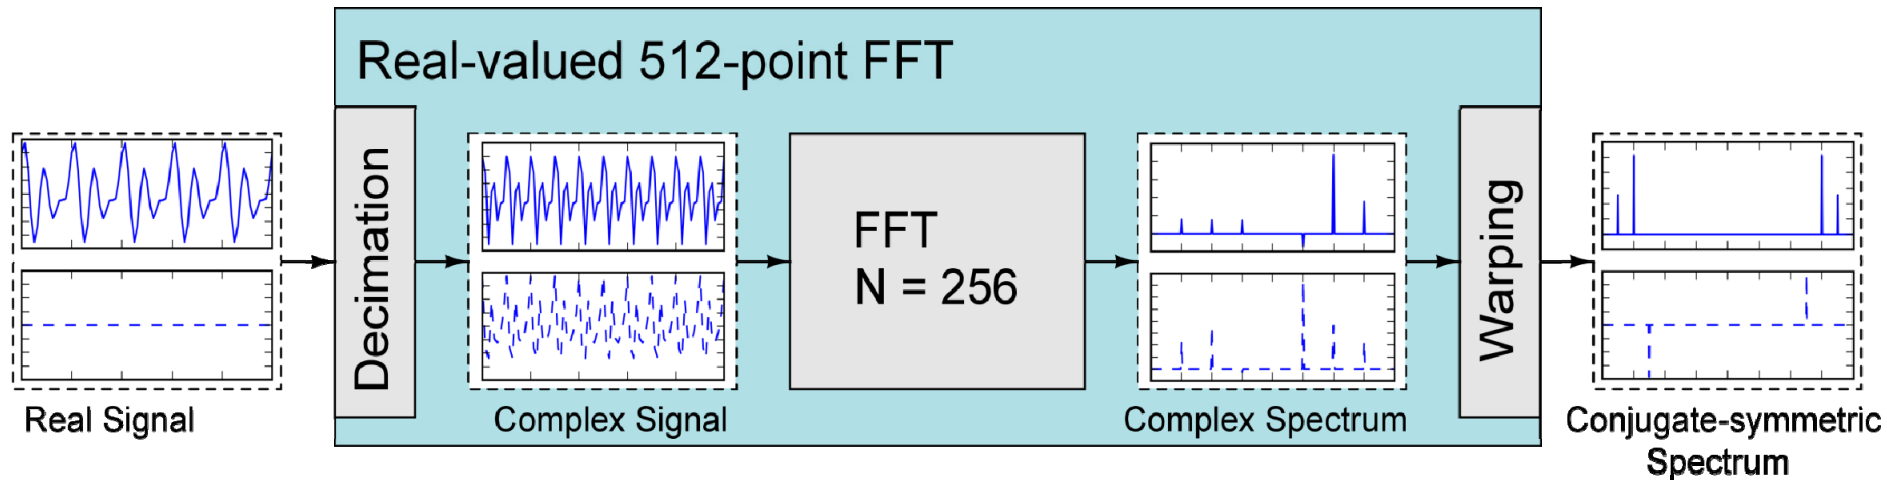 Real-valued 512-point FFT
Decimation
FFT
N = 256
Warping
Real Signal
Complex Signal
Complex Spectrum
Conjugate-symmetric
Spectrum